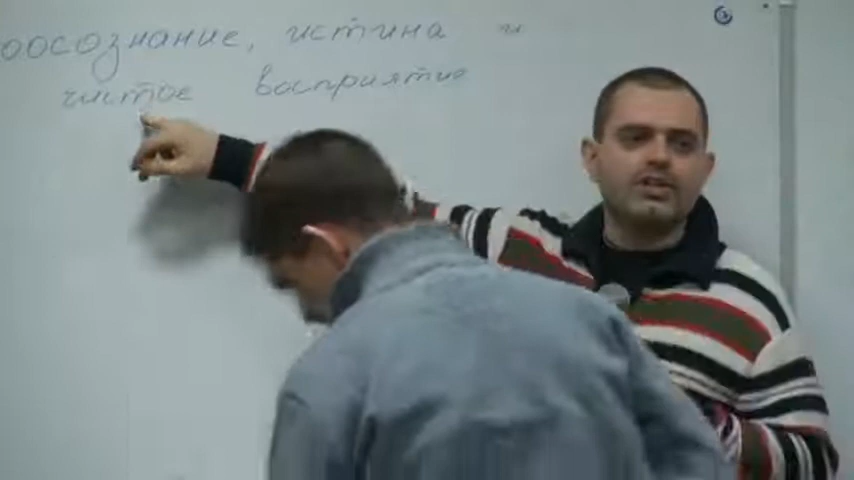 оосознание, истина и
чистое восприятие